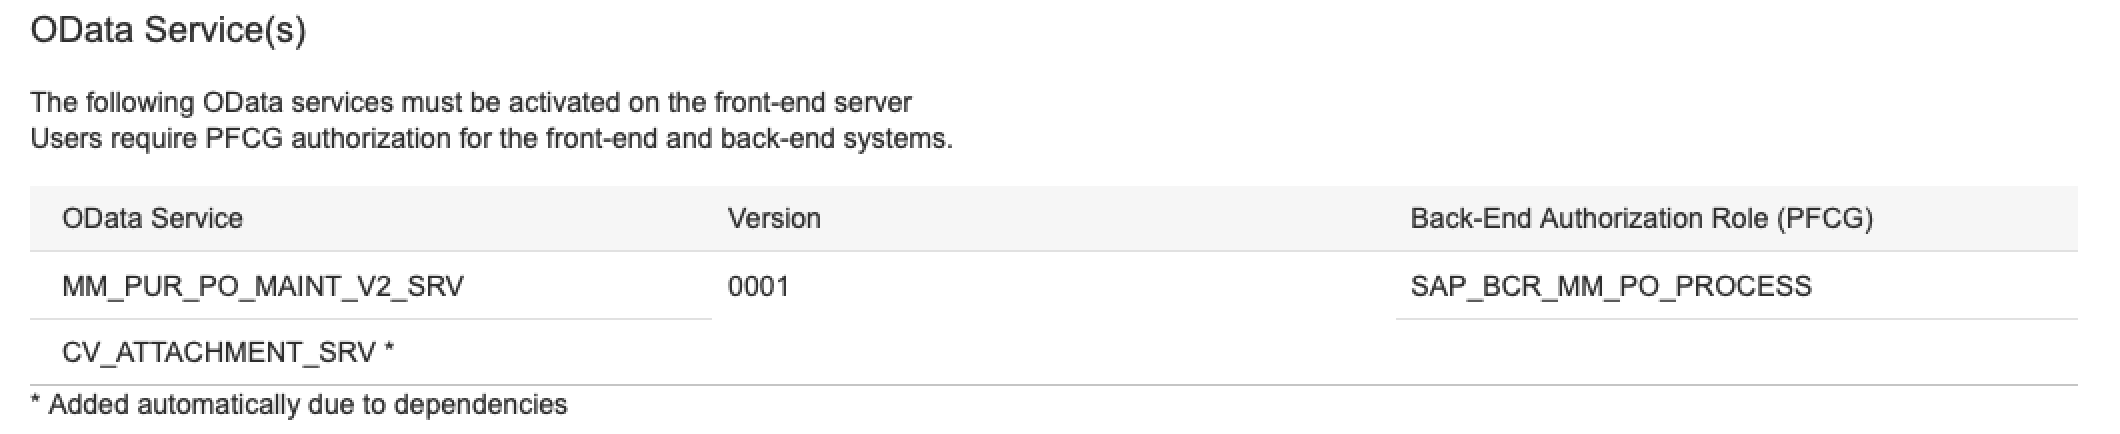 OData Service(s)
The following OData services must be activated on the front-end server
Users require PFCG authorization for the front-end and back-end systems.
OData Service Version Back-End Authorization Role (PFCG)
MM_PUR_PO_MAINT_V2_SRV 0001 SAP_BCR_MM_PO_PROCESS
CV_ATTACHMENT_SRV *
* Added automatically due to dependencies